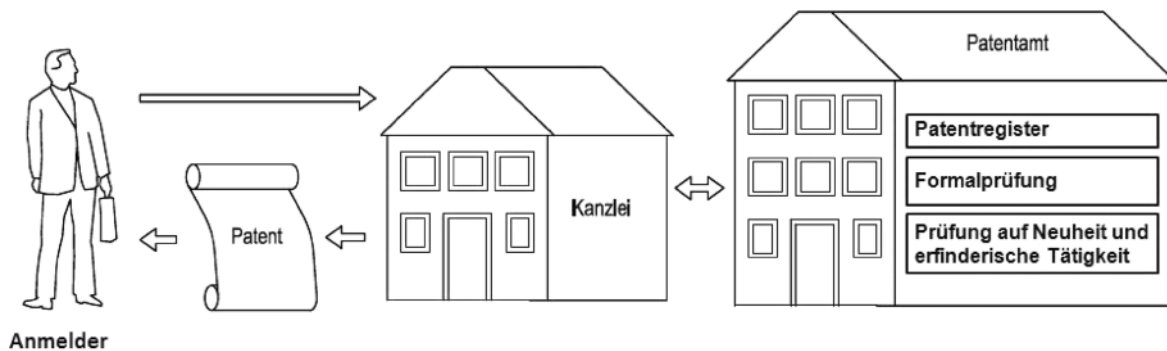 Patentamt
Patentregister
Formalprüfung
Kanzlei
Patent
Prüfung auf Neuheit und
erfinderische Tätigkeit
Anmelder